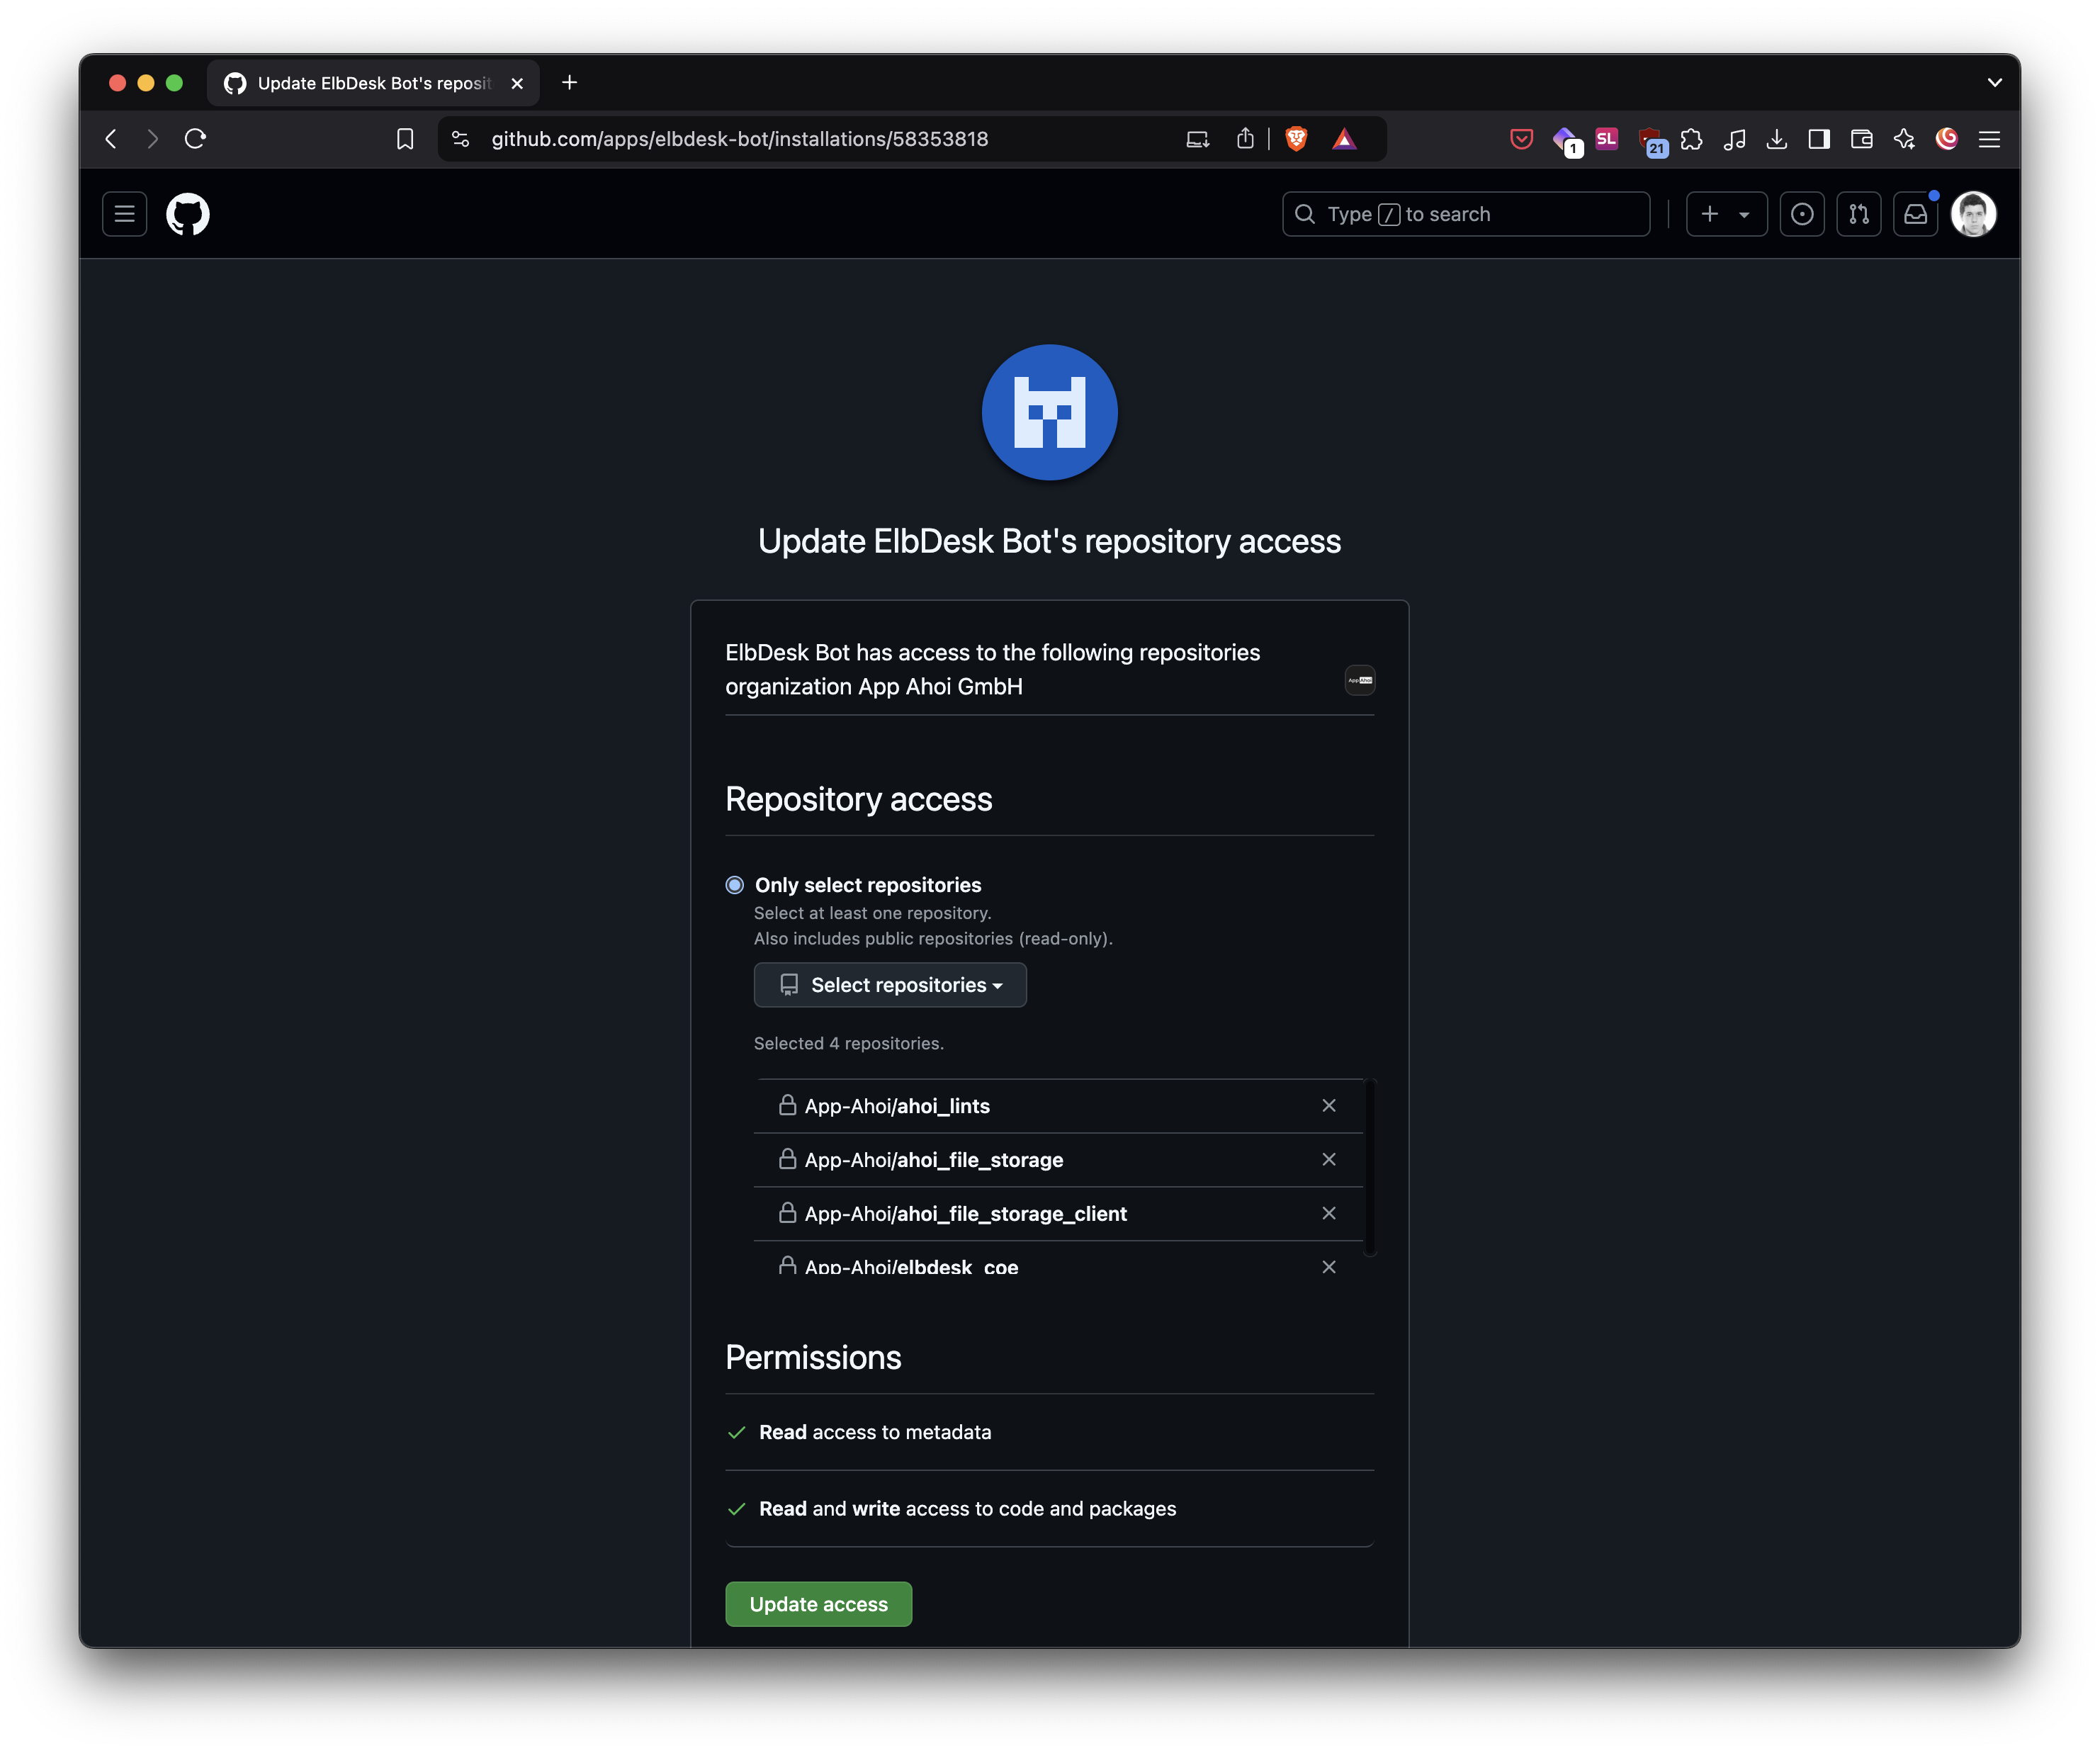 Update ElbDesk Bot's reposit
github.com/apps/elbdesk-bot/installations/58353818
1
SL
21
Type / to search
Update ElbDesk Bot's repository access
ElbDesk Bot has access to the following repositories
organization App Ahoi GmbH
App Ahoi
Repository access
Only select repositories
Select at least one repository.
Also includes public repositories (read-only).
Select repositories
Selected 4 repositories.
App-Ahoi/ahoi_lints
App-Ahoi/ahoi_file_storage
App-Ahoi/ahoi_file_storage_client
App-Ahoi/elbdesk_coe
Permissions
Read access to metadata
Read and write access to code and packages
Update access